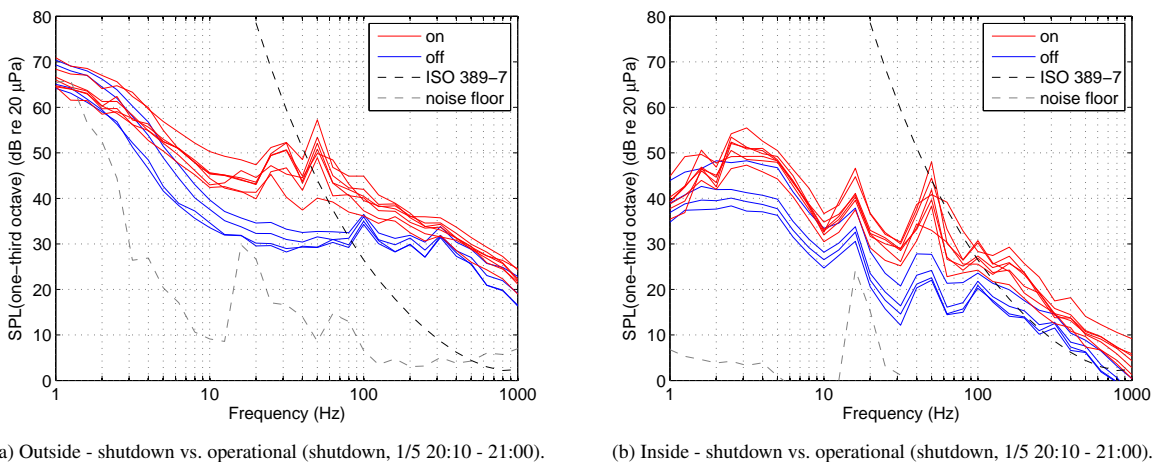 80
70
60
50
40
30
20
10
0
SPL(one−third octave) (dB re 20 µPa)
1
10
100
1000
Frequency (Hz)
on
off
ISO 389−7
noise floor
a) Outside - shutdown vs. operational (shutdown, 1/5 20:10 - 21:00).
80
70
60
50
40
30
20
10
0
SPL(one−third octave) (dB re 20 µPa)
1
10
100
1000
Frequency (Hz)
on
off
ISO 389−7
noise floor
(b) Inside - shutdown vs. operational (shutdown, 1/5 20:10 - 21:00).